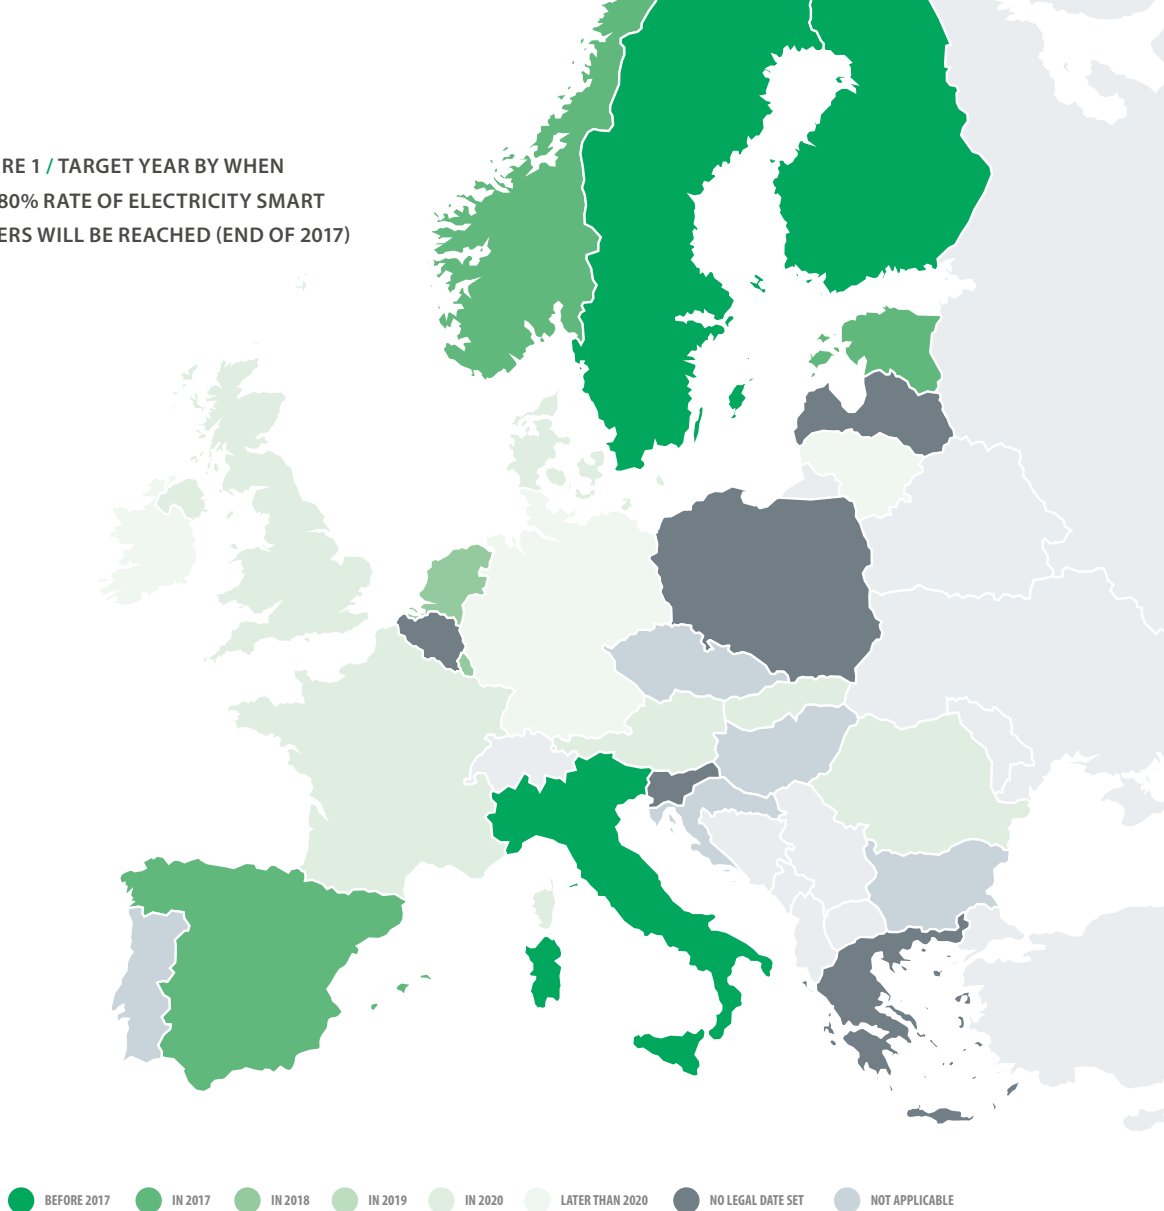 RE 1 / TARGET YEAR BY WHEN
80% RATE OF ELECTRICITY SMART
ERS WILL BE REACHED (END OF 2017)
BEFORE 2017 IN 2017 IN 2018 IN 2019 IN 2020 LATER THAN 2020 NO LEGAL DATE SET NOT APPLICABLE